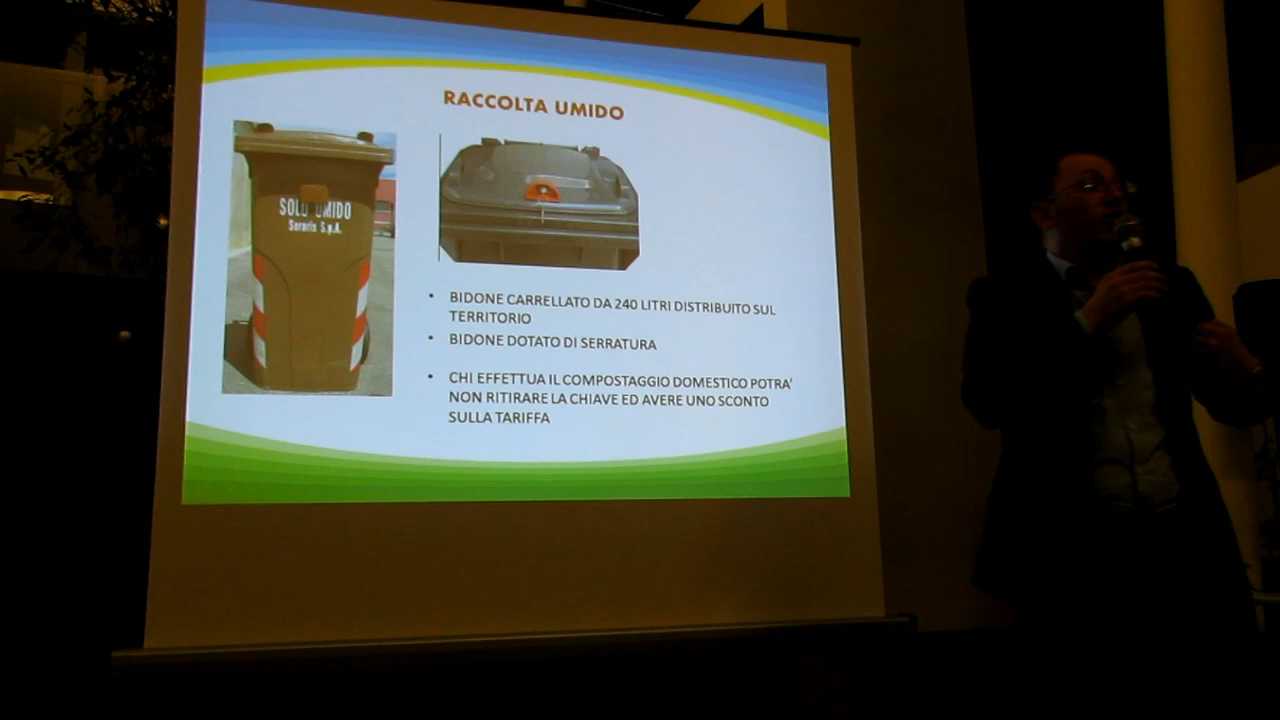 RACCOLTA UMIDO
SOLO UMIDO
Soraris S.p.A.
• BIDONE CARRELLATO DA 240 LITRI DISTRIBUITO SUL
TERRITORIO
• BIDONE DOTATO DI SERRATURA
• CHI EFFETTUA IL COMPOSTAGGIO DOMESTICO POTRA'
NON RITIRARE LA CHIAVE ED AVERE UNO SCONTO
SULLA TARIFFA